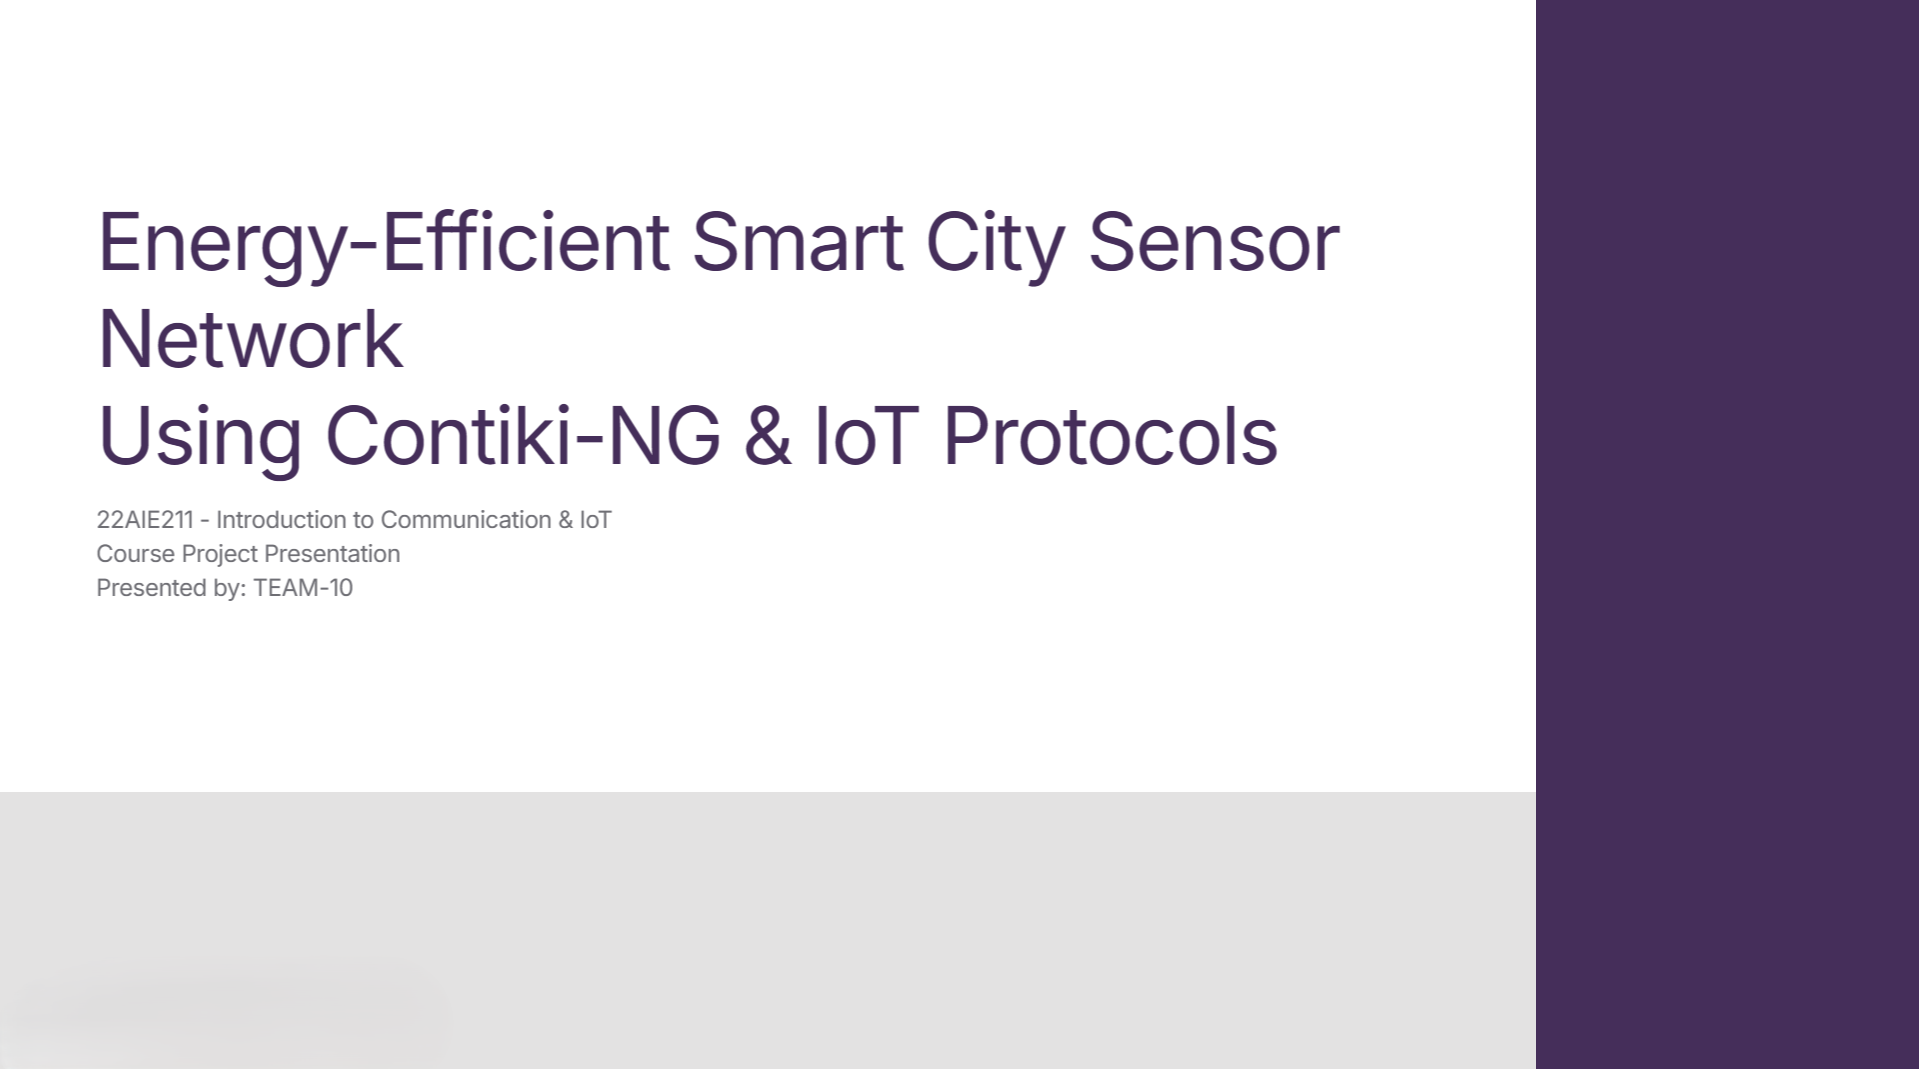 Energy-Efficient Smart City Sensor
Network
Using Contiki-NG & IoT Protocols
22AIE211 - Introduction to Communication & IoT
Course Project Presentation
Presented by: TEAM-10